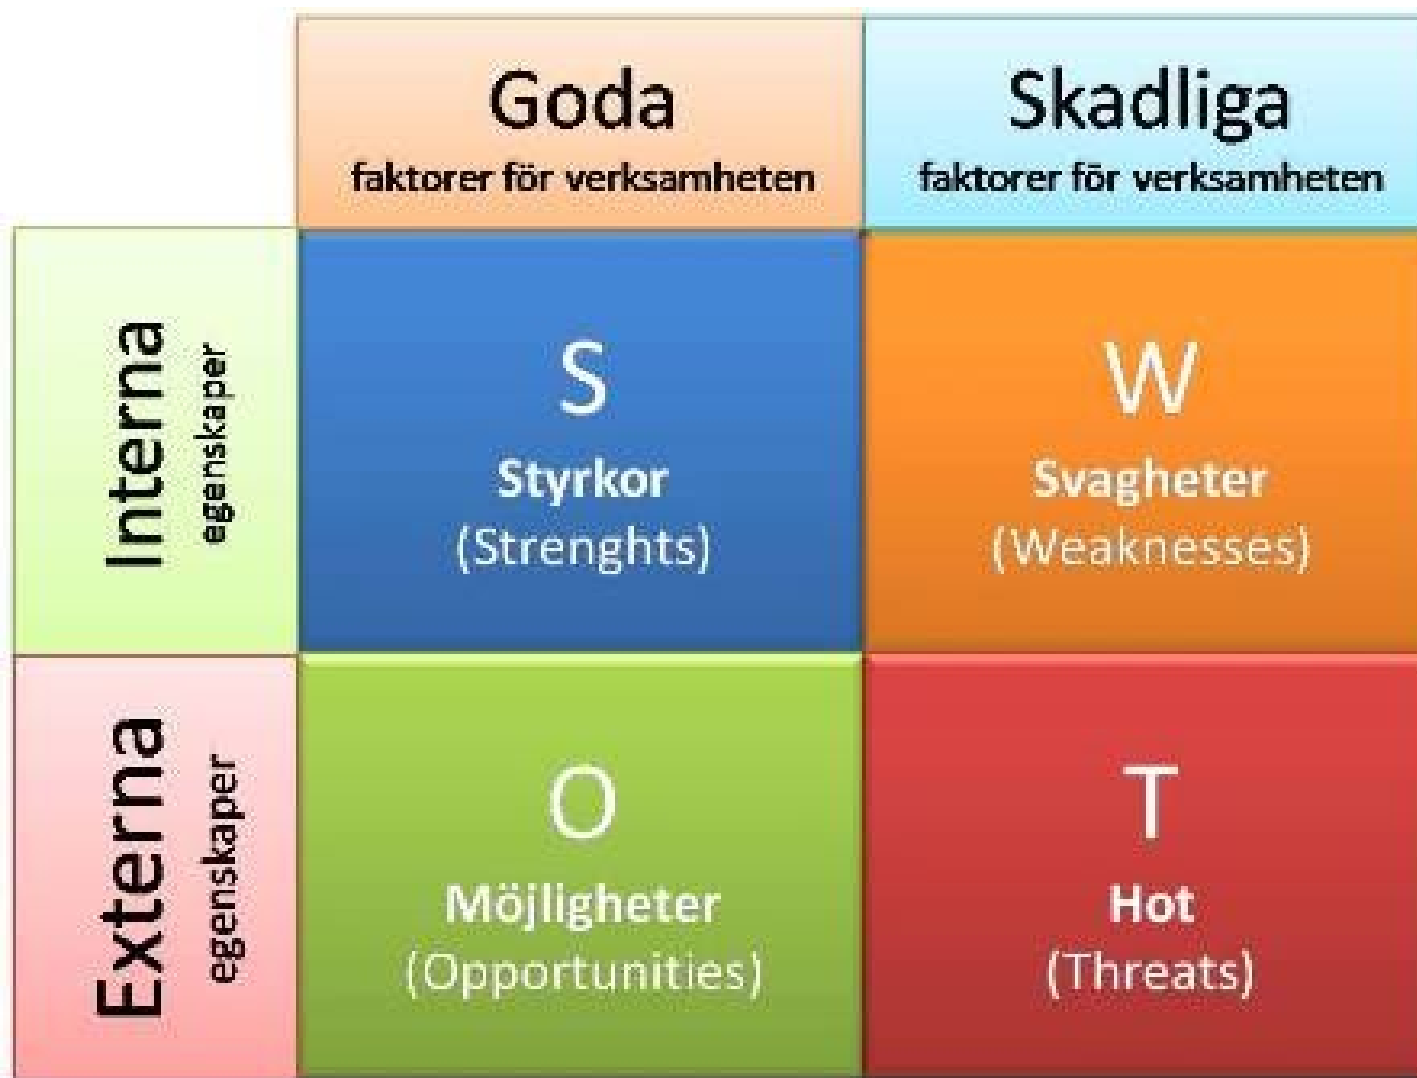 Goda
faktorer för verksamheten
Skadliga
faktorer för verksamheten
Interna
egenskaper
S
Styrkor
(Strenghts)
W
Svagheter
(Weaknesses)
Externa
egenskaper
O
Möjligheter
(Opportunities)
T
Hot
(Threats)